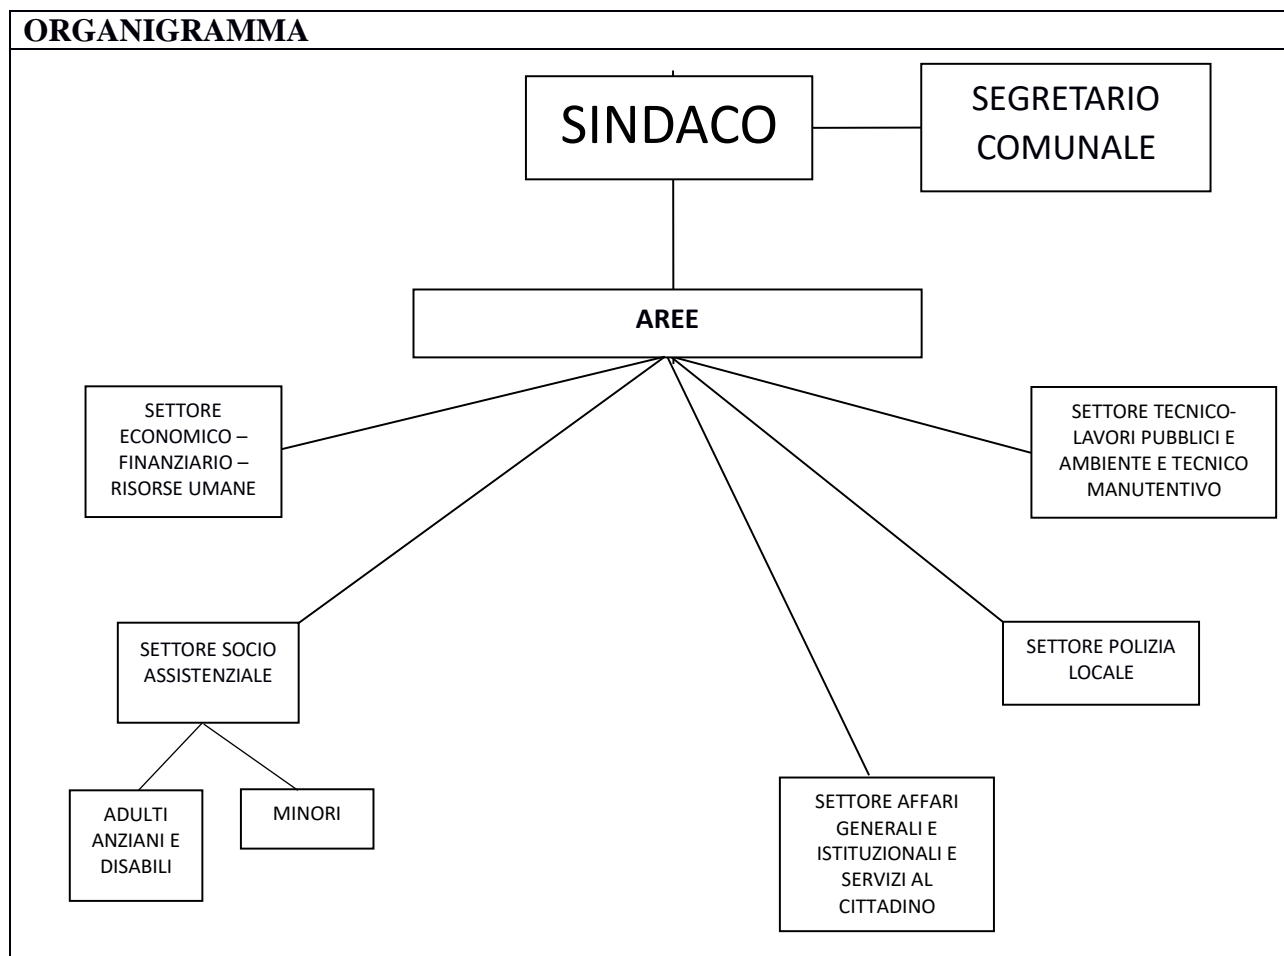 ORGANIGRAMMA
SINDACO
SEGRETARIO
COMUNALE
AREE
SETTORE
ECONOMICO –
FINANZIARIO –
RISORSE UMANE
SETTORE TECNICO-
LAVORI PUBBLICI E
AMBIENTE E TECNICO
MANUTENTIVO
SETTORE SOCIO
ASSISTENZIALE
SETTORE POLIZIA
LOCALE
ADULTI
ANZIANI E
DISABILI
MINORI
SETTORE AFFARI
GENERALI E
ISTITUZIONALI E
SERVIZI AL
CITTADINO